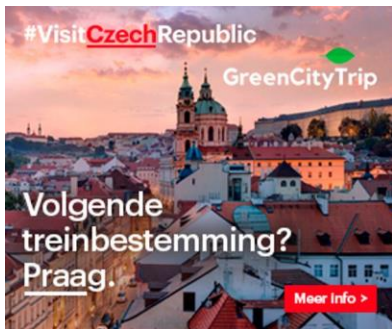 #VisitCzechRepublic
GreenCityTrip
Volgende
treinbestemming?
Praag.
Meer info >